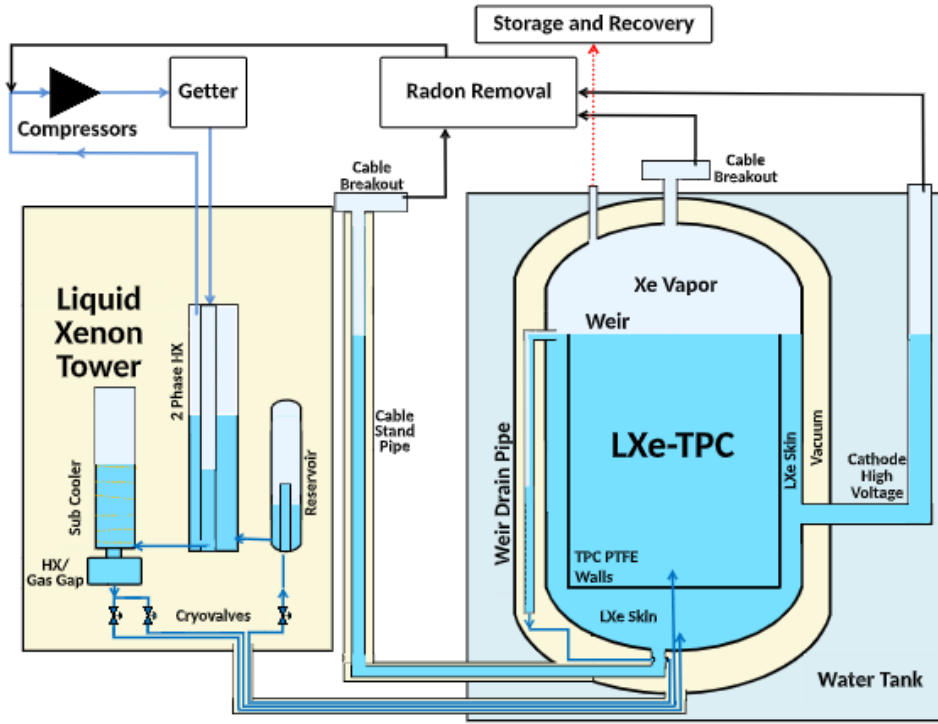 Storage and Recovery
Getter
Radon Removal
Compressors
Cable
Breakout
Cable
Breakout
Liquid
Xenon
Tower
2 Phase HX
Sub Cooler
Reservoir
HX/
Gas Gap
Cryovalves
Cable
Stand
Pipe
Xe Vapor
Weir
Weir Drain Pipe
LXe-TPC
LXe Skin
Vacuum
Cathode
High
Voltage
TPC PTFE
Walls
LXe Skin
Water Tank